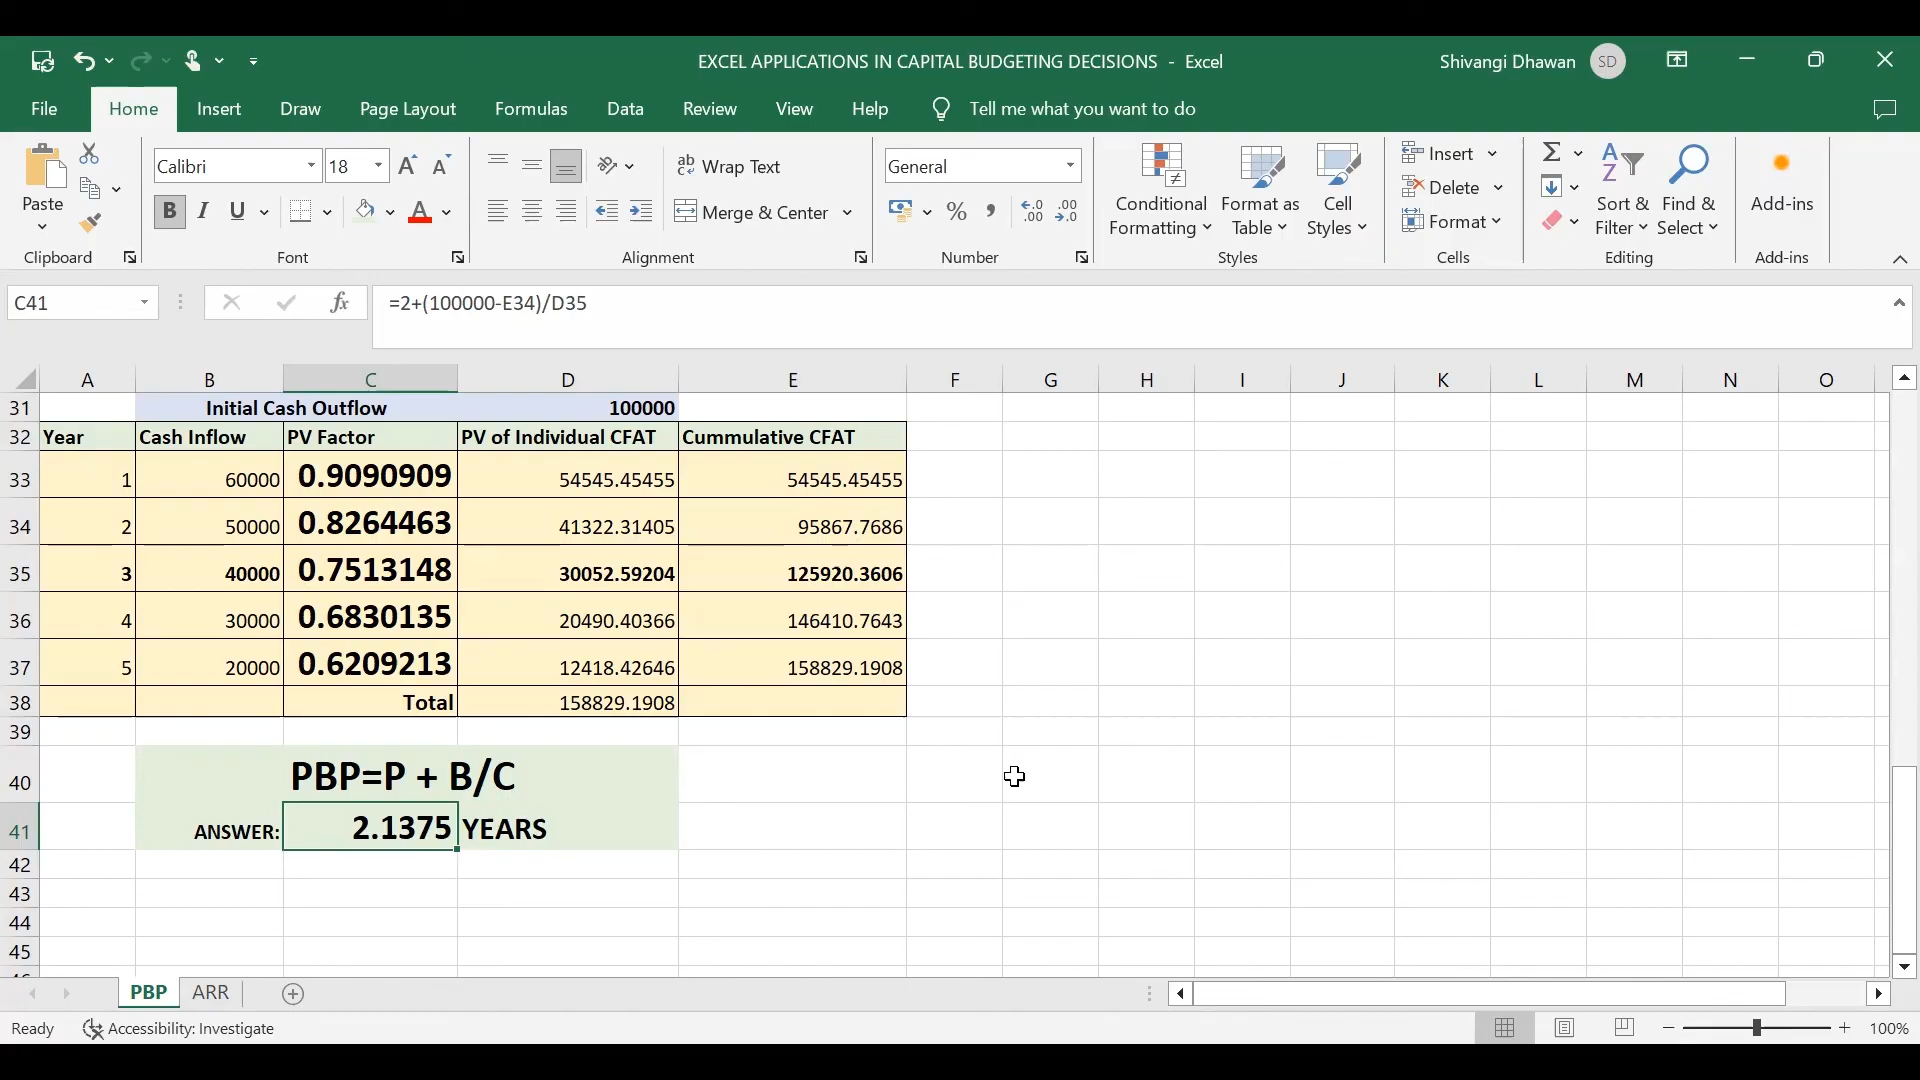 EXCEL APPLICATIONS IN CAPITAL BUDGETING DECISIONS - Excel
Shivangi Dhawan SD
File Home Insert Draw Page Layout Formulas Data Review View Help Tell me what you want to do
Paste
Clipboard
Calibri 18
B I U
Font
ab Wrap Text
Merge & Center
Alignment
General
% ,
Number
Conditional Formatting
Format as Table
Cell Styles
Styles
Insert
Delete
Format
Cells
Sort & Filter
Find & Select
Editing
Add-ins
Add-ins
C41 fx =2+(100000-E34)/D35
A B C D E F G H I J K L M N O
31 Initial Cash Outflow 100000
32 Year Cash Inflow PV Factor PV of Individual CFAT Cummulative CFAT
33 1 60000 0.9090909 54545.45455 54545.45455
34 2 50000 0.8264463 41322.31405 95867.7686
35 3 40000 0.7513148 30052.59204 125920.3606
36 4 30000 0.6830135 20490.40366 146410.7643
37 5 20000 0.6209213 12418.42646 158829.1908
38 Total 158829.1908
39
40 PBP=P + B/C
41 ANSWER: 2.1375 YEARS
42
43
44
45
PBP ARR
Ready Accessibility: Investigate 100%